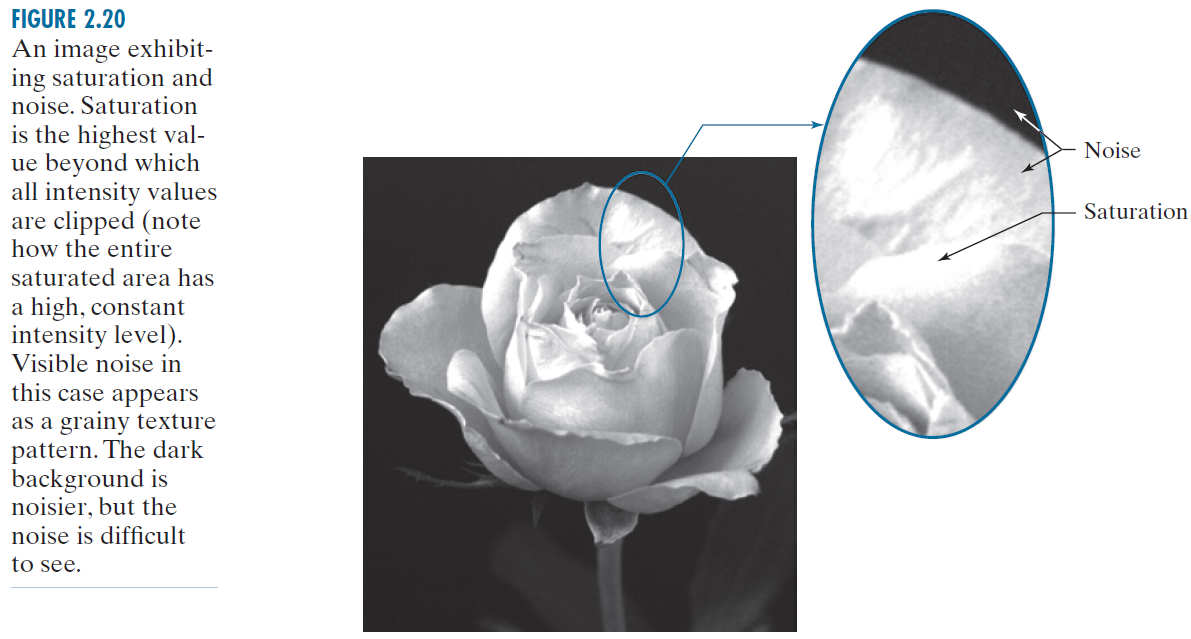 FIGURE 2.20
An image exhibit-
ing saturation and
noise. Saturation
is the highest val-
ue beyond which
all intensity values
are clipped (note
how the entire
saturated area has
a high, constant
intensity level).
Visible noise in
this case appears
as a grainy texture
pattern. The dark
background is
noisier, but the
noise is difficult
to see.
Noise
Saturation